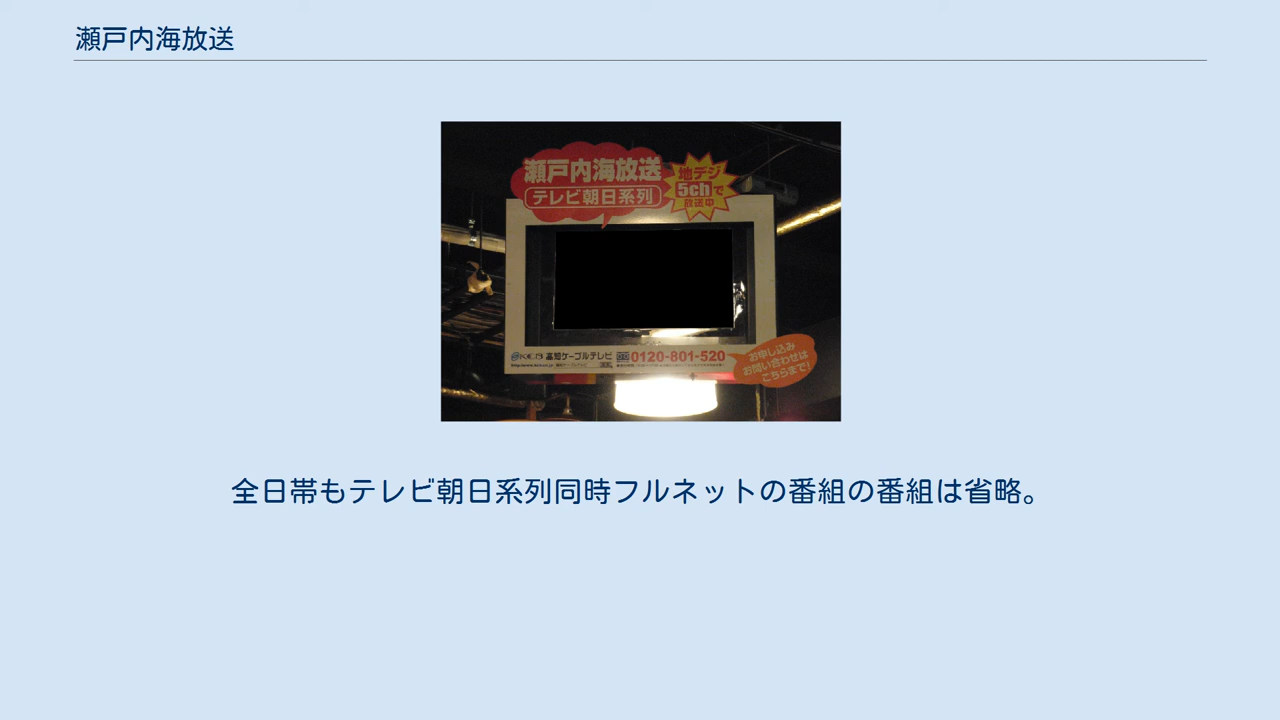 瀬戸内海放送
瀬戸内海放送
テレビ朝日系列
地デジ
5chで
放送中
KCB 高知ケーブルテレビ
0120-801-520
お申し込み
お問い合わせは
こちらまで!
全日帯もテレビ朝日系列同時フルネットの番組の番組は省略。